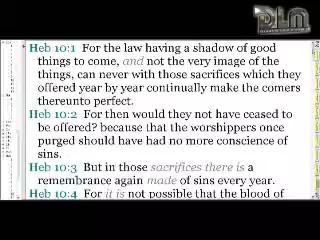 DLM
Heb 10:1 For the law having a shadow of good
things to come, and not the very image of the
things, can never with those sacrifices which they
offered year by year continually make the comers
thereunto perfect.
Heb 10:2 For then would they not have ceased to
be offered? because that the worshippers once
purged should have had no more conscience of
sins.
Heb 10:3 But in those sacrifices there is a
remembrance again made of sins every year.
Heb 10:4 For it is not possible that the blood of